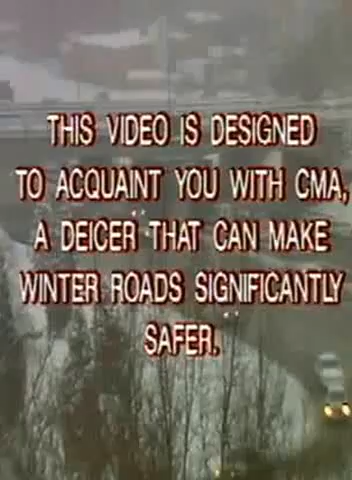 THIS VIDEO IS DESIGNED
TO ACQUAINT YOU WITH CMA,
A DEICER THAT CAN MAKE
WINTER ROADS SIGNIFICANTLY
SAFER.